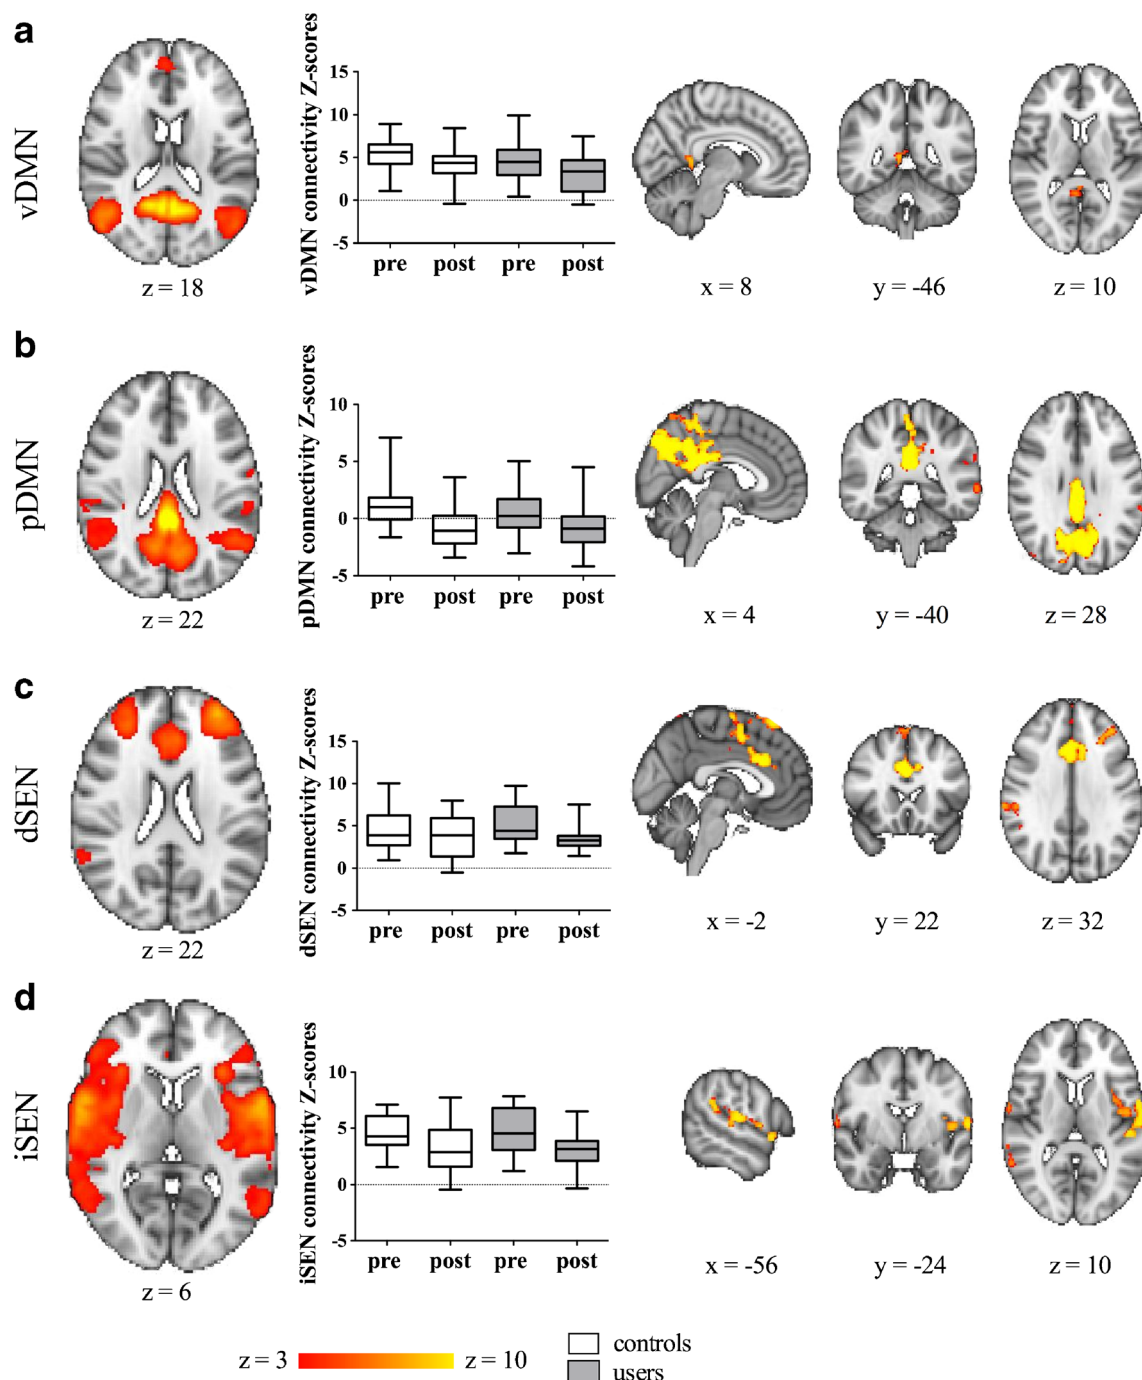 a
vDMN
z = 18
vDMN connectivity Z-scores
15
10
5
0
-5
pre post pre post
x = 8
y = -46
z = 10
b
pDMN
z = 22
pDMN connectivity Z-scores
10
5
0
-5
pre post pre post
x = 4
y = -40
z = 28
c
dSEN
z = 22
dSEN connectivity Z-scores
15
10
5
0
-5
pre post pre post
x = -2
y = 22
z = 32
d
iSEN
z = 6
iSEN connectivity Z-scores
10
5
0
-5
pre post pre post
x = -56
y = -24
z = 10
z = 3
z = 10
controls
users